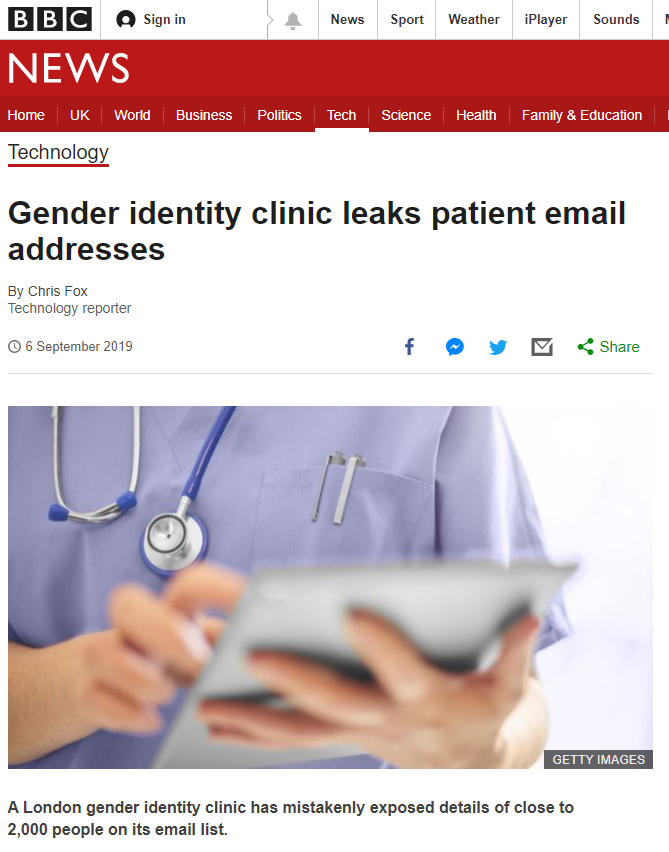 BBC Sign in News Sport Weather iPlayer Sounds
NEWS
Home UK World Business Politics Tech Science Health Family & Education
Technology
Gender identity clinic leaks patient email
addresses
By Chris Fox
Technology reporter
6 September 2019 Share
GETTY IMAGES
A London gender identity clinic has mistakenly exposed details of close to
2,000 people on its email list.